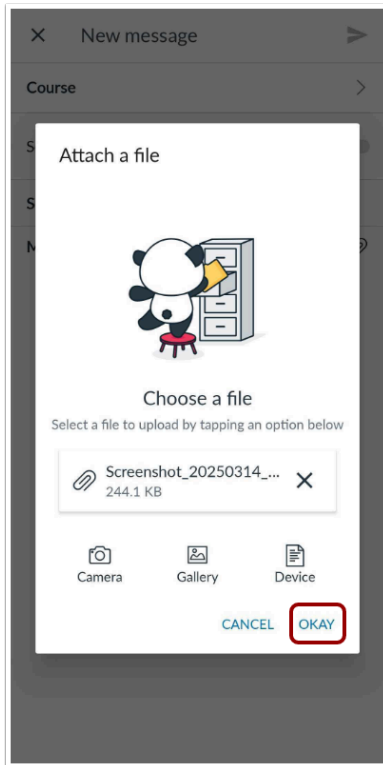 New message
Course
S
Attach a file
S
M
Choose a file
Select a file to upload by tapping an option below
Screenshot_20250314_...
244.1 KB
Camera Gallery Device
CANCEL OKAY